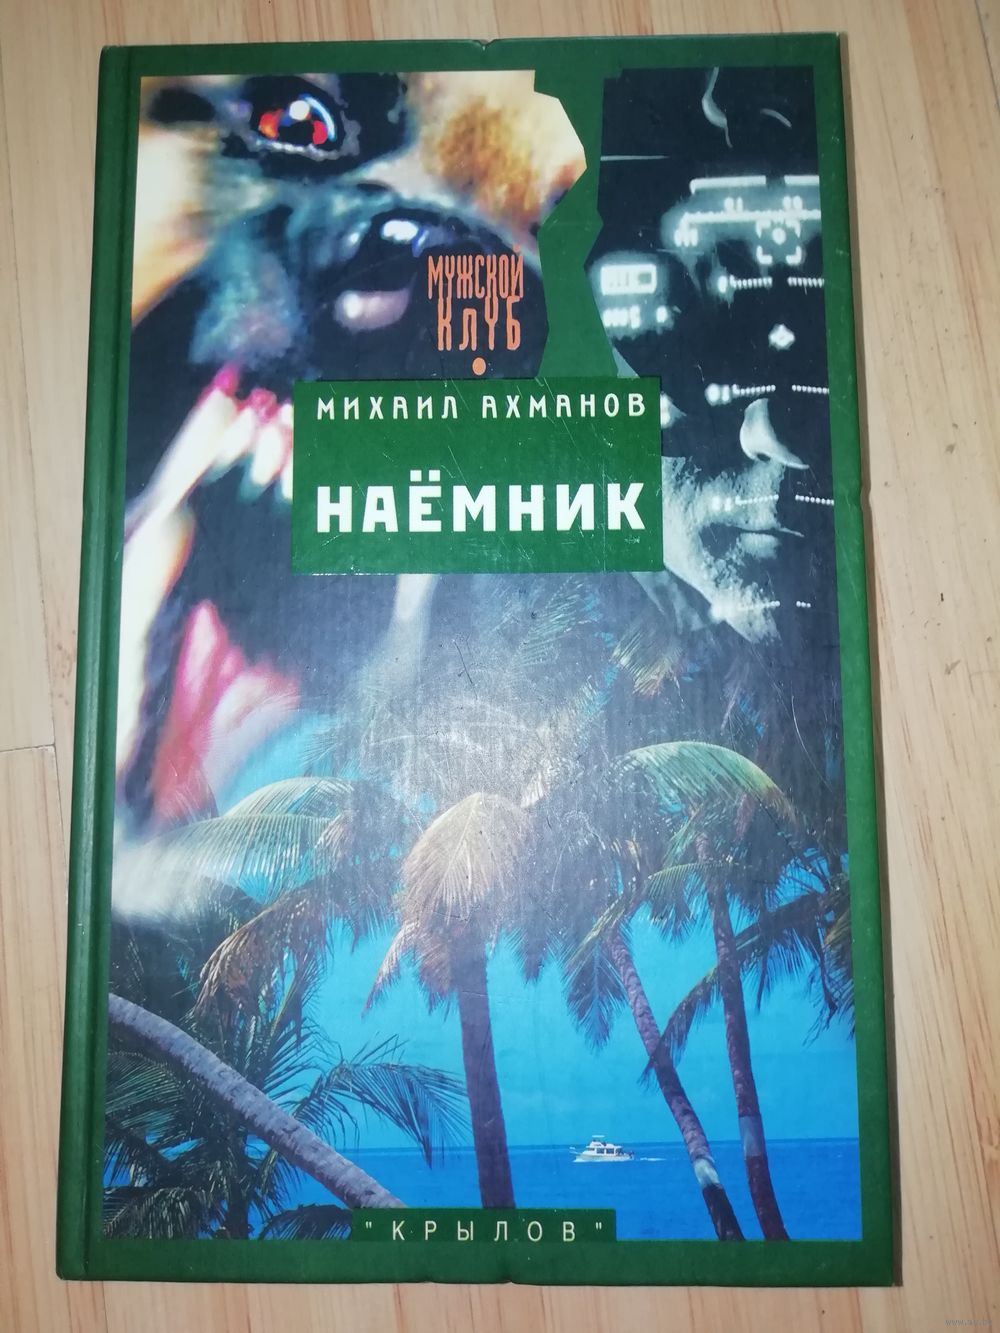 МУЖСКОЙ
КЛУБ
МИХАИЛ АХМАНОВ
НАЁМНИК
"КРЫЛОВ"